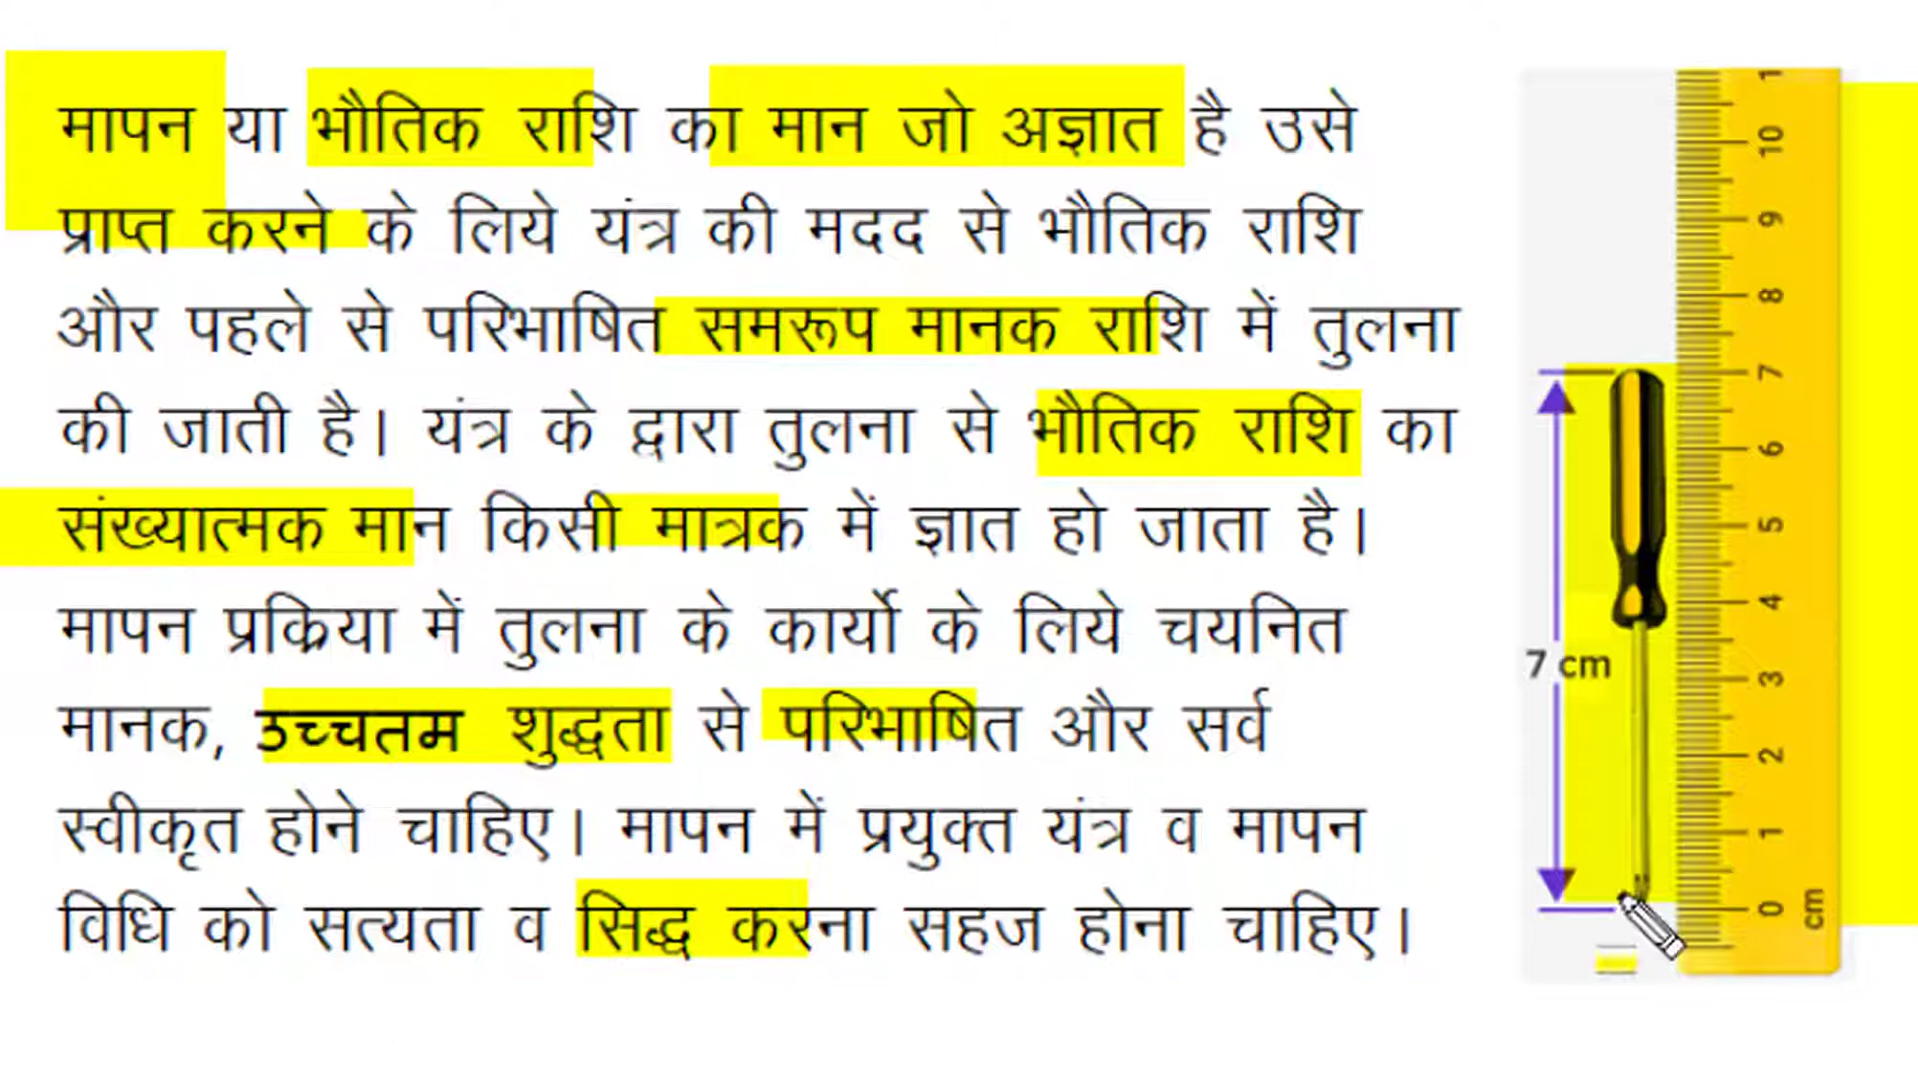 मापन या भौतिक राशि का मान जो अज्ञात है उसे
प्राप्त करने के लिये यंत्र की मदद से भौतिक राशि
और पहले से परिभाषित समरूप मानक राशि में तुलना
की जाती है। यंत्र के द्वारा तुलना से भौतिक राशि का
संख्यात्मक मान किसी मात्रक में ज्ञात हो जाता है।
मापन प्रक्रिया में तुलना के कार्यो के लिये चयनित
मानक, उच्चतम शुद्धता से परिभाषित और सर्व
स्वीकृत होने चाहिए। मापन में प्रयुक्त यंत्र व मापन
विधि को सत्यता व सिद्ध करना सहज होना चाहिए।
7 cm
1
10
9
8
7
6
5
4
3
2
1
0
cm